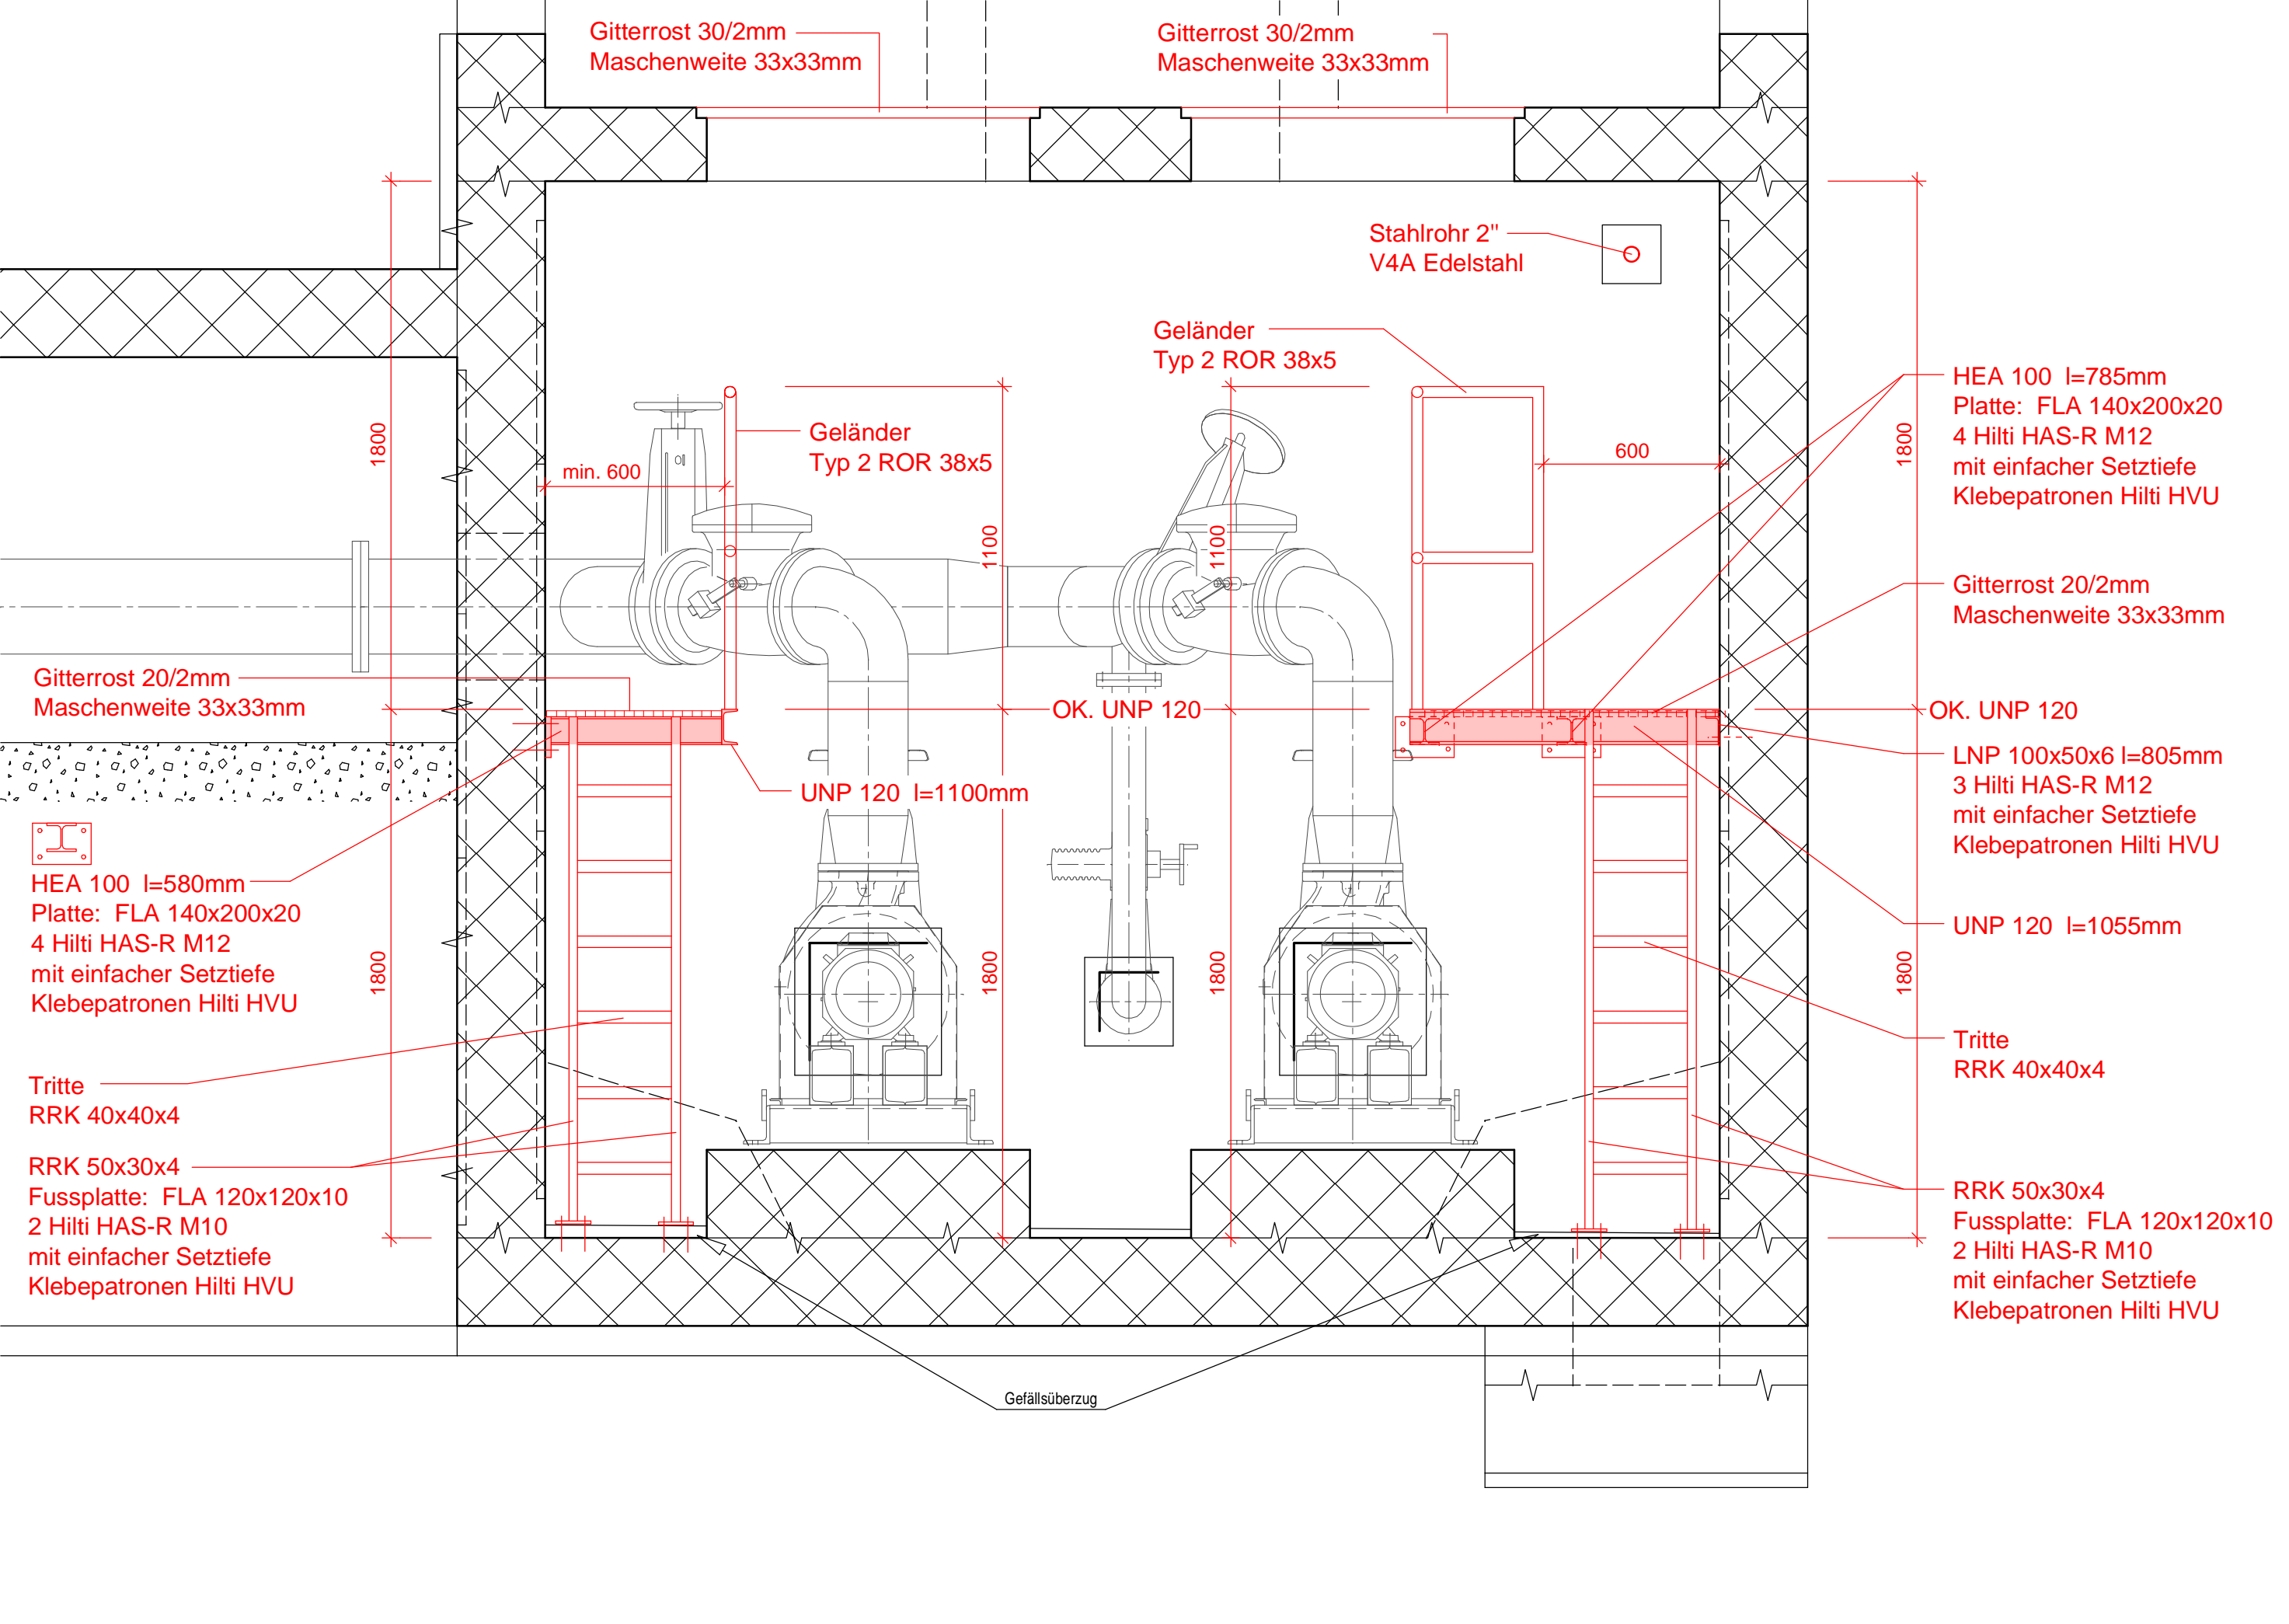 Gitterrost 30/2mm
Maschenweite 33x33mm
Gitterrost 30/2mm
Maschenweite 33x33mm
Stahlrohr 2"
V4A Edelstahl
Geländer
Typ 2 ROR 38x5
Geländer
Typ 2 ROR 38x5
min. 600
600
1800
1100
1100
1800
HEA 100 l=785mm
Platte: FLA 140x200x20
4 Hilti HAS-R M12
mit einfacher Setztiefe
Klebepatronen Hilti HVU
Gitterrost 20/2mm
Maschenweite 33x33mm
Gitterrost 20/2mm
Maschenweite 33x33mm
OK. UNP 120
OK. UNP 120
UNP 120 l=1100mm
LNP 100x50x6 l=805mm
3 Hilti HAS-R M12
mit einfacher Setztiefe
Klebepatronen Hilti HVU
HEA 100 l=580mm
Platte: FLA 140x200x20
4 Hilti HAS-R M12
mit einfacher Setztiefe
Klebepatronen Hilti HVU
UNP 120 l=1055mm
1800
1800
1800
1800
Tritte
RRK 40x40x4
Tritte
RRK 40x40x4
RRK 50x30x4
Fussplatte: FLA 120x120x10
2 Hilti HAS-R M10
mit einfacher Setztiefe
Klebepatronen Hilti HVU
RRK 50x30x4
Fussplatte: FLA 120x120x10
2 Hilti HAS-R M10
mit einfacher Setztiefe
Klebepatronen Hilti HVU
Gefällsüberzug